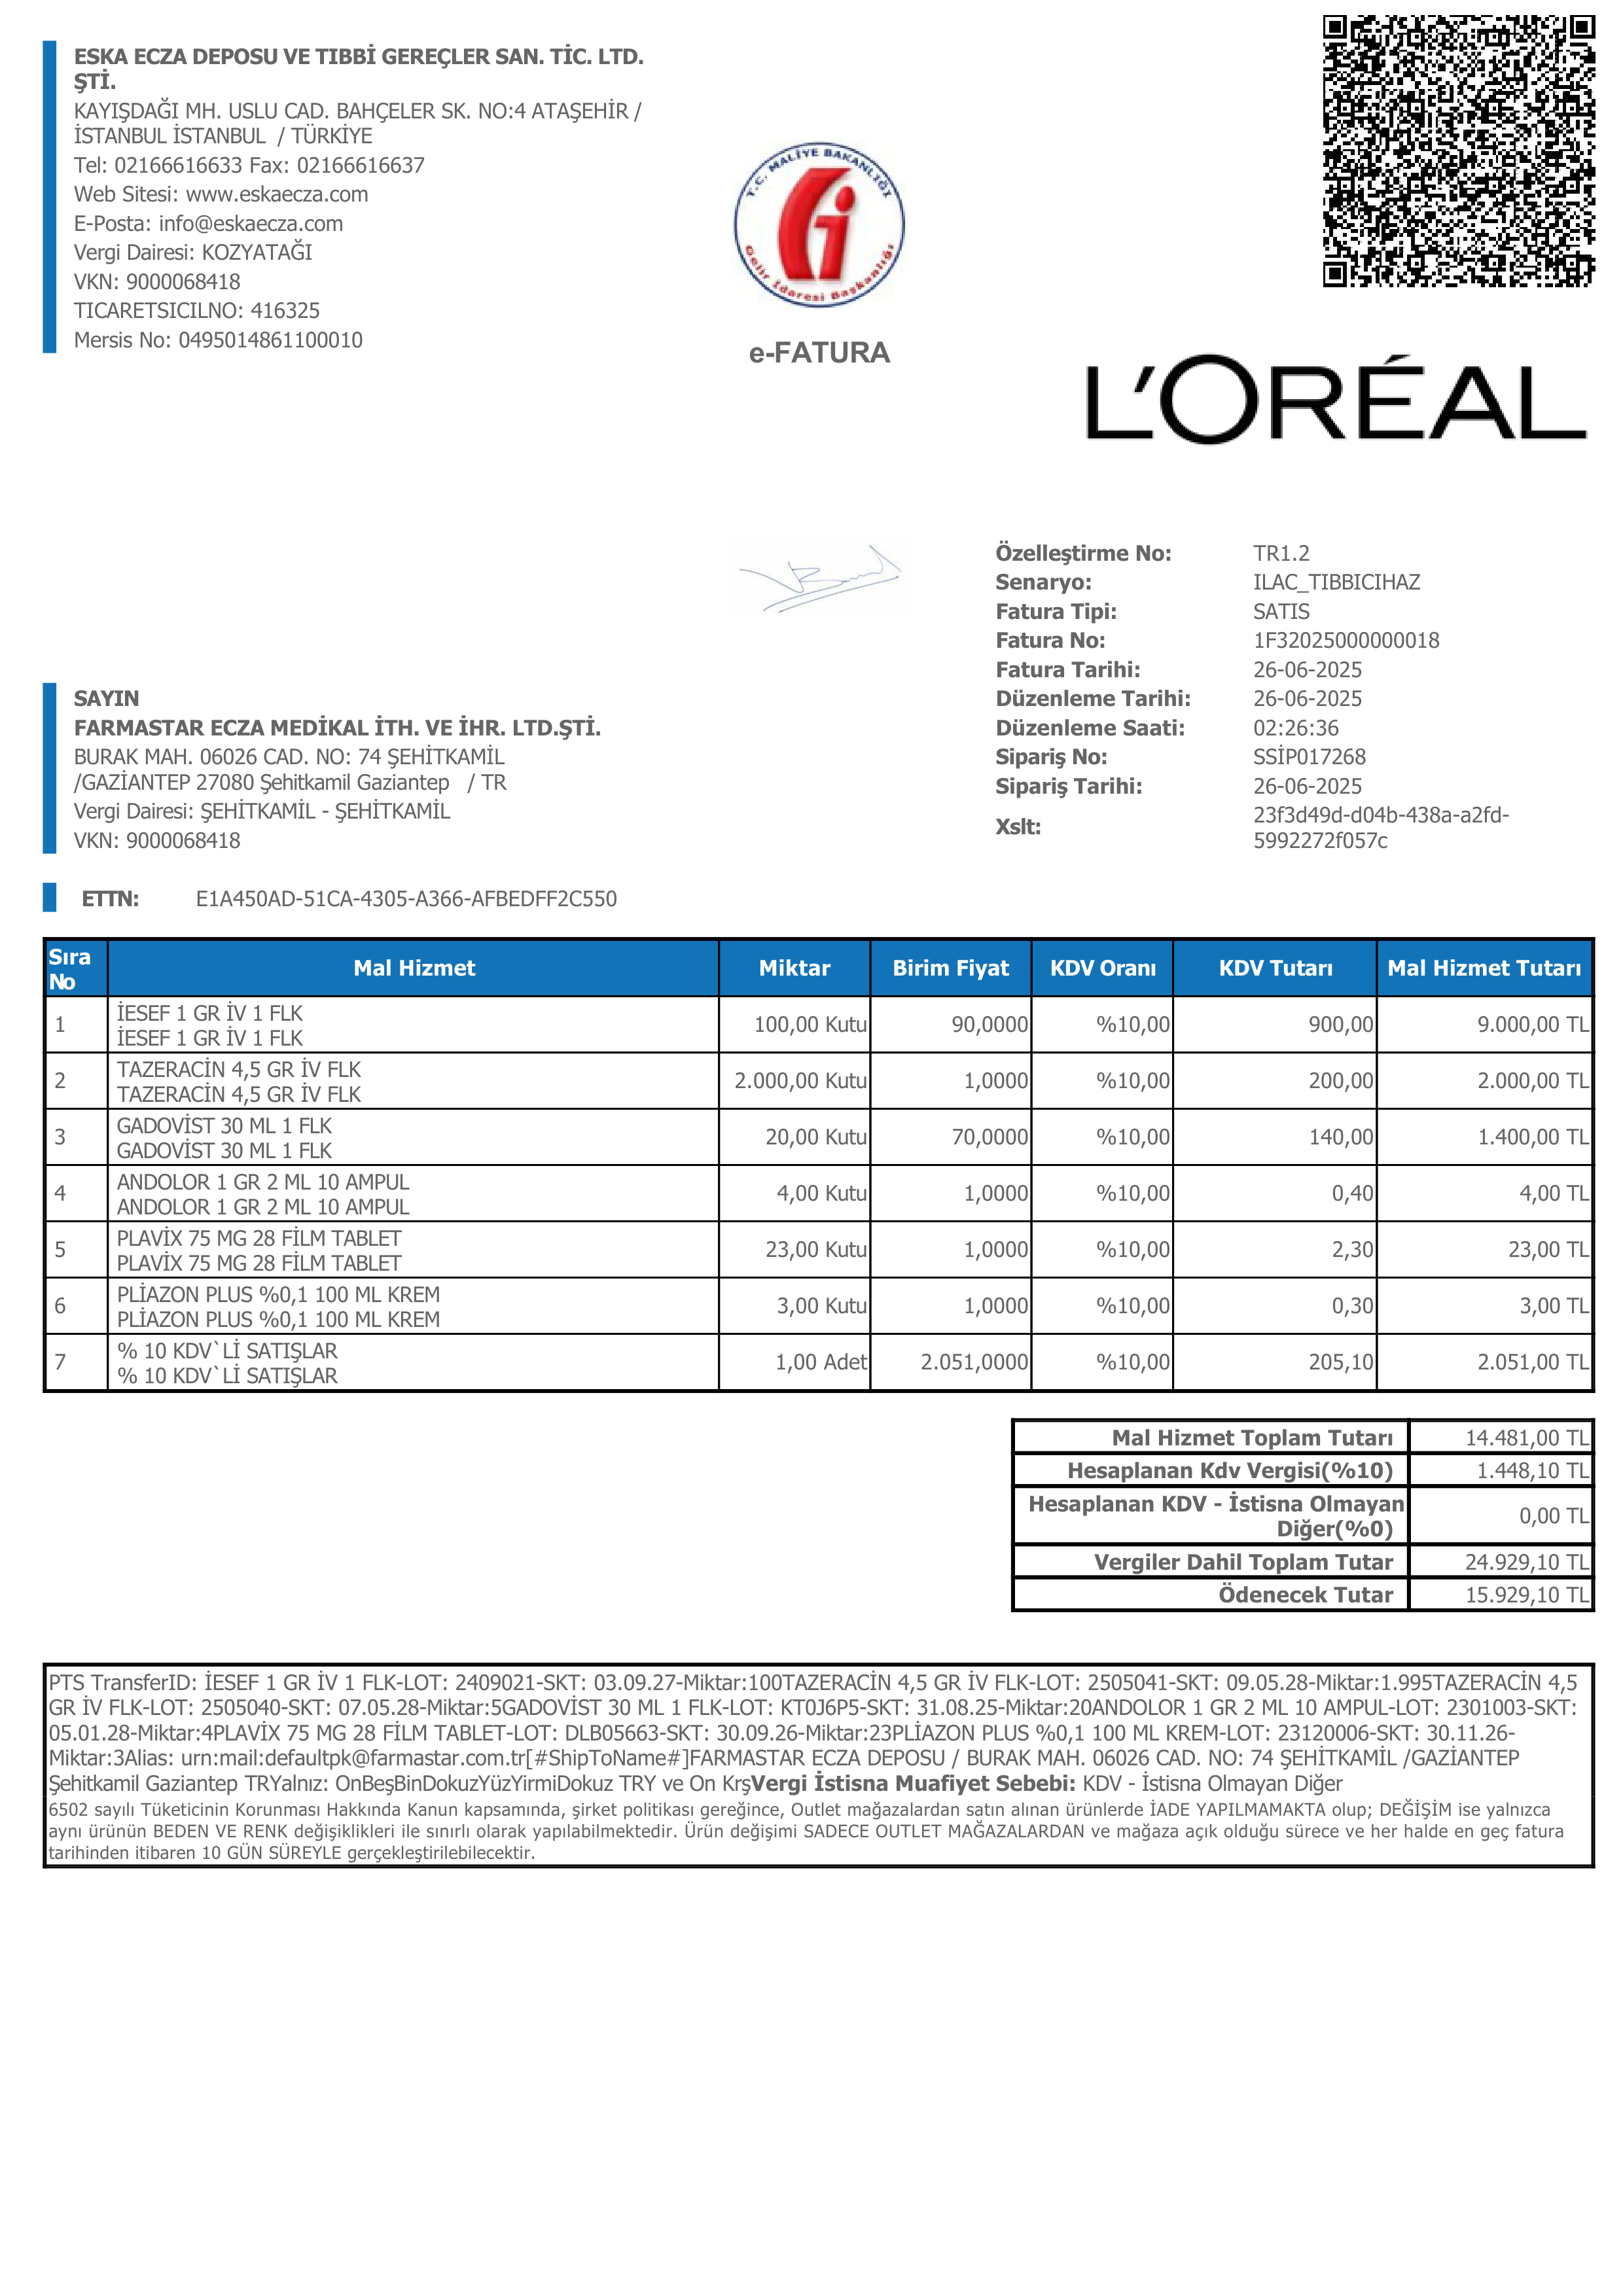 ESKA ECZA DEPOSU VE TIBBİ GEREÇLER SAN. TİC. LTD.
ŞTİ.
KAYIŞDAĞI MH. USLU CAD. BAHÇELER SK. NO:4 ATAŞEHİR /
İSTANBUL İSTANBUL / TÜRKİYE
Tel: 02166616633 Fax: 02166616637
Web Sitesi: www.eskaecza.com
E-Posta: info@eskaecza.com
Vergi Dairesi: KOZYATAĞI
VKN: 9000068418
TICARETSICILNO: 416325
Mersis No: 0495014861100010
T.C. MALİYE BAKANLIĞI
Gelir İdaresi Başkanlığı
e-FATURA
L'ORÉAL
Özelleştirme No: TR1.2
Senaryo: ILAC_TIBBICIHAZ
Fatura Tipi: SATIS
Fatura No: 1F32025000000018
Fatura Tarihi: 26-06-2025
Düzenleme Tarihi: 26-06-2025
Düzenleme Saati: 02:26:36
Sipariş No: SSİP017268
Sipariş Tarihi: 26-06-2025
Xslt: 23f3d49d-d04b-438a-a2fd-
5992272f057c
SAYIN
FARMASTAR ECZA MEDİKAL İTH. VE İHR. LTD.ŞTİ.
BURAK MAH. 06026 CAD. NO: 74 ŞEHİTKAMİL
/GAZİANTEP 27080 Şehitkamil Gaziantep / TR
Vergi Dairesi: ŞEHİTKAMİL - ŞEHİTKAMİL
VKN: 9000068418
ETTN: E1A450AD-51CA-4305-A366-AFBEDFF2C550
Sıra No Mal Hizmet Miktar Birim Fiyat KDV Oranı KDV Tutarı Mal Hizmet Tutarı
1 İESEF 1 GR İV 1 FLK 100,00 Kutu 90,0000 %10,00 900,00 9.000,00 TL
İESEF 1 GR İV 1 FLK
2 TAZERACİN 4,5 GR İV FLK 2.000,00 Kutu 1,0000 %10,00 200,00 2.000,00 TL
TAZERACİN 4,5 GR İV FLK
3 GADOVİST 30 ML 1 FLK 20,00 Kutu 70,0000 %10,00 140,00 1.400,00 TL
GADOVİST 30 ML 1 FLK
4 ANDOLOR 1 GR 2 ML 10 AMPUL 4,00 Kutu 1,0000 %10,00 0,40 4,00 TL
ANDOLOR 1 GR 2 ML 10 AMPUL
5 PLAVİX 75 MG 28 FİLM TABLET 23,00 Kutu 1,0000 %10,00 2,30 23,00 TL
PLAVİX 75 MG 28 FİLM TABLET
6 PLİAZON PLUS %0,1 100 ML KREM 3,00 Kutu 1,0000 %10,00 0,30 3,00 TL
PLİAZON PLUS %0,1 100 ML KREM
7 % 10 KDV`Lİ SATIŞLAR 1,00 Adet 2.051,0000 %10,00 205,10 2.051,00 TL
% 10 KDV`Lİ SATIŞLAR
Mal Hizmet Toplam Tutarı 14.481,00 TL
Hesaplanan Kdv Vergisi(%10) 1.448,10 TL
Hesaplanan KDV - İstisna Olmayan
Diğer(%0) 0,00 TL
Vergiler Dahil Toplam Tutar 24.929,10 TL
Ödenecek Tutar 15.929,10 TL
PTS TransferID: İESEF 1 GR İV 1 FLK-LOT: 2409021-SKT: 03.09.27-Miktar:100TAZERACİN 4,5 GR İV FLK-LOT: 2505041-SKT: 09.05.28-Miktar:1.995TAZERACİN 4,5
GR İV FLK-LOT: 2505040-SKT: 07.05.28-Miktar:5GADOVİST 30 ML 1 FLK-LOT: KT0J6P5-SKT: 31.08.25-Miktar:20ANDOLOR 1 GR 2 ML 10 AMPUL-LOT: 2301003-SKT:
05.01.28-Miktar:4PLAVİX 75 MG 28 FİLM TABLET-LOT: DLB05663-SKT: 30.09.26-Miktar:23PLİAZON PLUS %0,1 100 ML KREM-LOT: 23120006-SKT: 30.11.26-
Miktar:3Alias: urn:mail:defaultpk@farmastar.com.tr[#ShipToName#]FARMASTAR ECZA DEPOSU / BURAK MAH. 06026 CAD. NO: 74 ŞEHİTKAMİL /GAZİANTEP
Şehitkamil Gaziantep TRYalnız: OnBeşBinDokuzYüzYirmiDokuz TRY ve On KrşVergi İstisna Muafiyet Sebebi: KDV - İstisna Olmayan Diğer
6502 sayılı Tüketicinin Korunması Hakkında Kanun kapsamında, şirket politikası gereğince, Outlet mağazalardan satın alınan ürünlerde İADE YAPILMAMAKTA olup; DEĞİŞİM ise yalnızca
aynı ürünün BEDEN VE RENK değişiklikleri ile sınırlı olarak yapılabilmektedir. Ürün değişimi SADECE OUTLET MAĞAZALARDAN ve mağaza açık olduğu sürece ve her halde en geç fatura
tarihinden itibaren 10 GÜN SÜREYLE gerçekleştirilebilecektir.